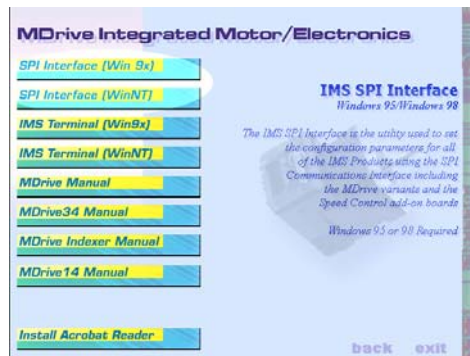 MDrive Integrated Motor/Electronics
SPI Interface (Win 9x)
SPI Interface (WinNT)
IMS Terminal (Win9x)
IMS Terminal (WinNT)
MDrive Manual
MDrive34 Manual
MDrive Indexer Manual
MDrive14 Manual
Install Acrobat Reader
IMS SPI Interface
Windows 95/Windows 98
The IMS SPI Interface is the utility used to set
the configuration parameters for all
of the IMS Products using the SPI
Communications Interface including
the MDrive variants and the
Speed Control add-on boards
Windows 95 or 98 Required
back exit